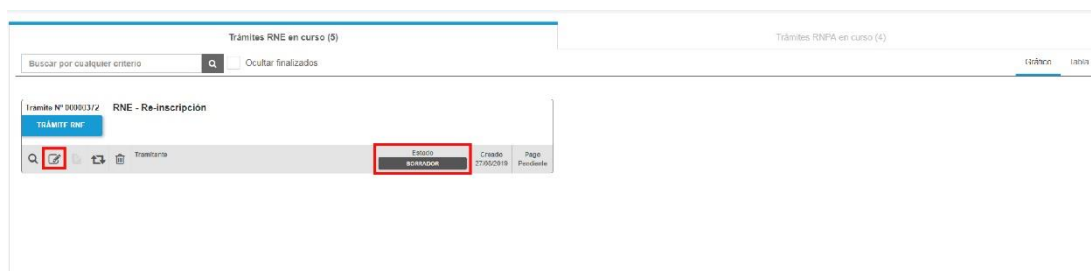 Trámites RNE en curso (5)
Trámites RNPA en curso (4)
Buscar por cualquier criterio
Ocultar finalizados
Gráfico Tabla
Trámite Nº 00000372 RNE - Re-inscripción
TRÁMITE RNE
Tramitante
Estado
BORRADOR
Creado
27/08/2019
Pago
Pendiente